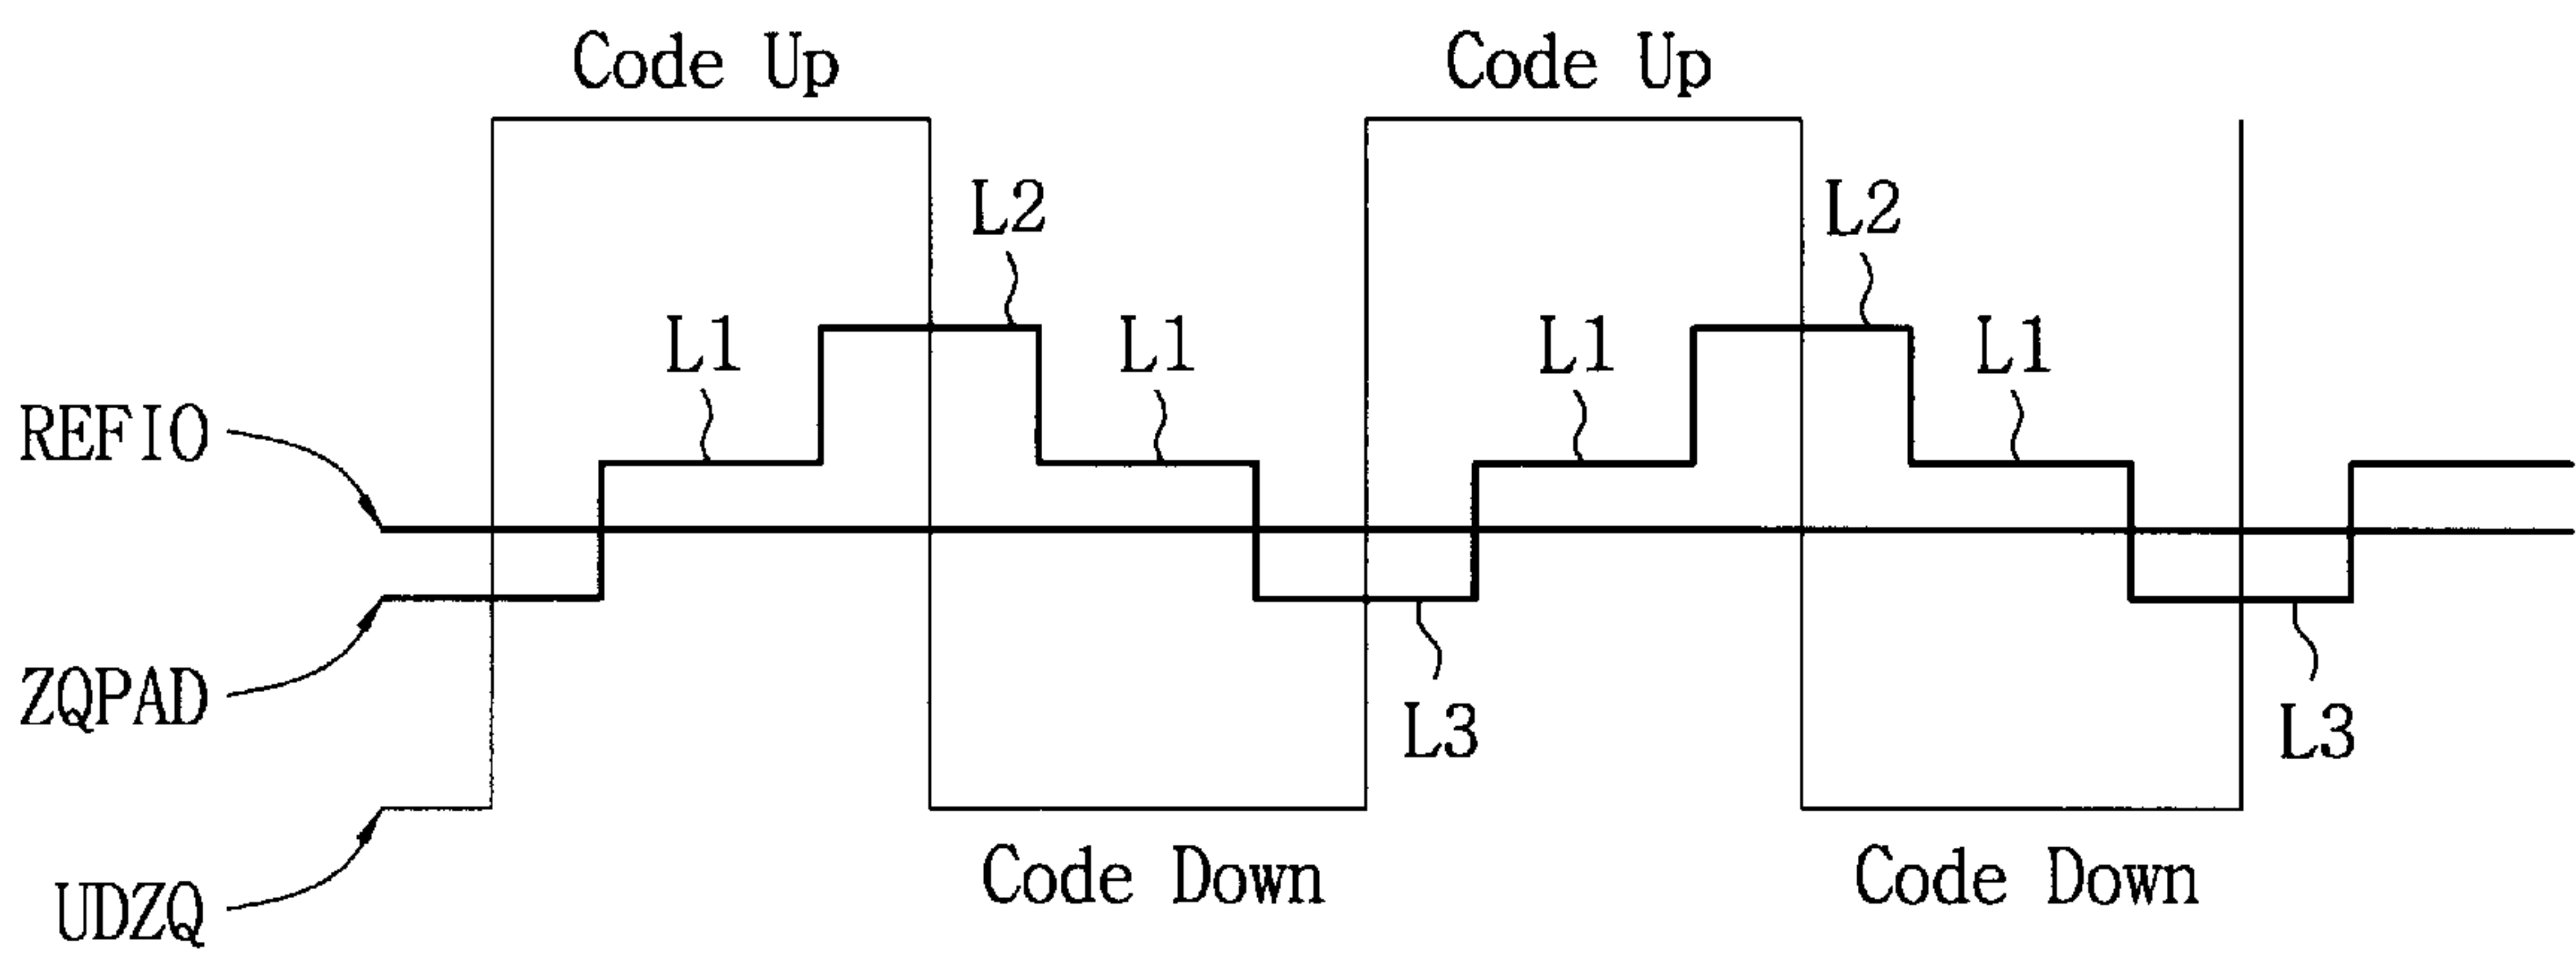 Code Up
Code Up
L2
L2
L1
L1
L1
L1
REFIO
ZQPAD
L3
L3
Code Down
Code Down
UDZQ